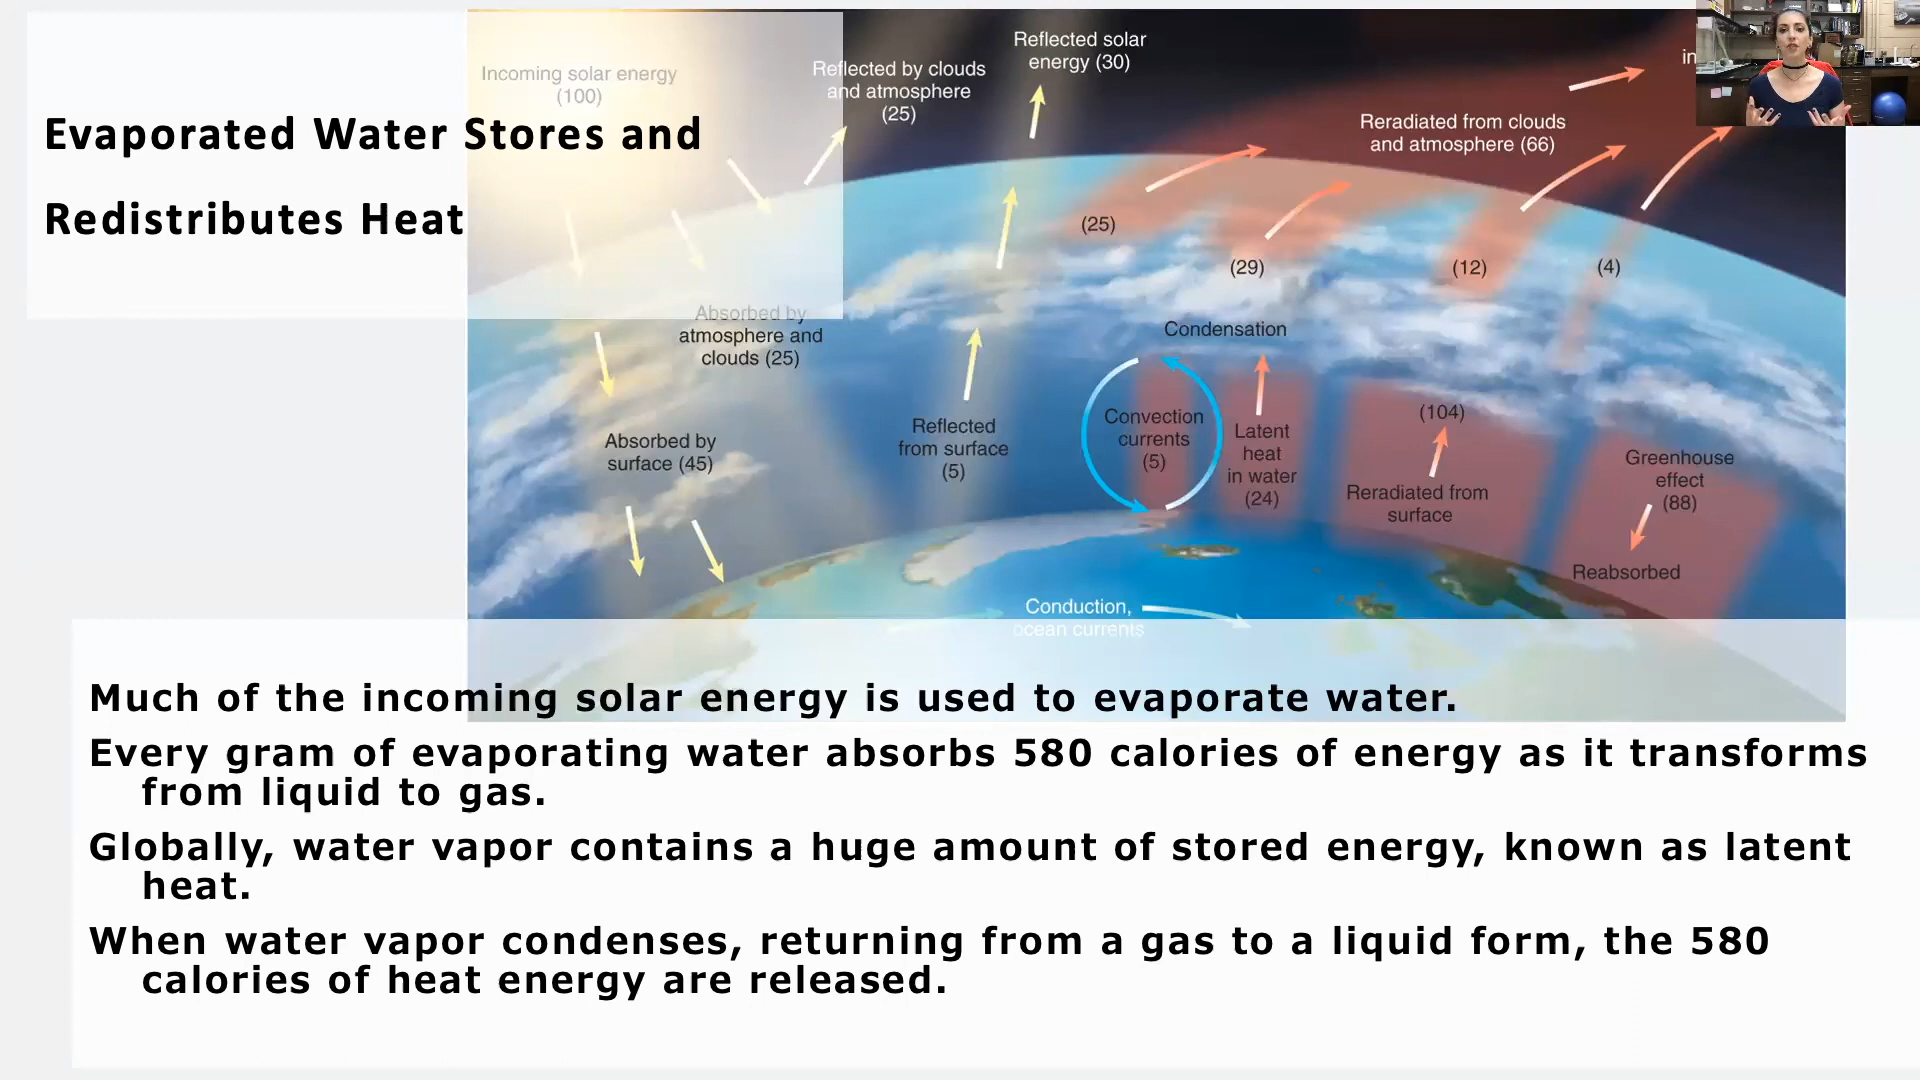 Evaporated Water Stores and
Redistributes Heat
Incoming solar energy
(100)
Reflected by clouds
and atmosphere
(25)
Reflected solar
energy (30)
in
Reradiated from clouds
and atmosphere (66)
(25)
(29)
(12)
(4)
Absorbed by
atmosphere and
clouds (25)
Condensation
Absorbed by
surface (45)
Reflected
from surface
(5)
Convection
currents
(5)
Latent
heat
in water
(24)
(104)
Reradiated from
surface
Greenhouse
effect
(88)
Reabsorbed
Conduction,
ocean currents
Much of the incoming solar energy is used to evaporate water.
Every gram of evaporating water absorbs 580 calories of energy as it transforms
from liquid to gas.
Globally, water vapor contains a huge amount of stored energy, known as latent
heat.
When water vapor condenses, returning from a gas to a liquid form, the 580
calories of heat energy are released.